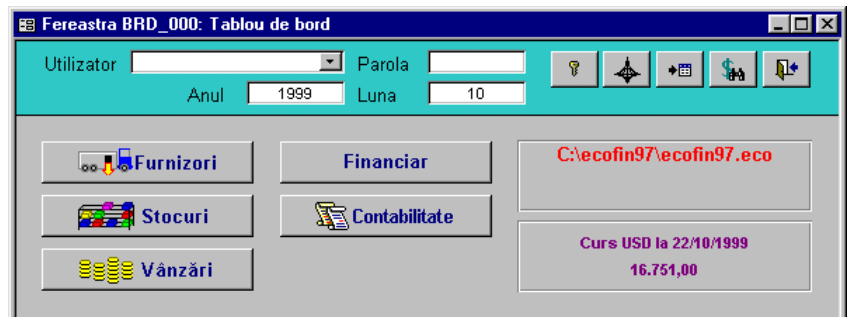 Fereastra BRD_000: Tablou de bord
Utilizator Parola
Anul 1999 Luna 10
Furnizori Financiar C:\ecofin97\ecofin97.eco
Stocuri Contabilitate
Curs USD la 22/10/1999
Vânzări 16.751,00